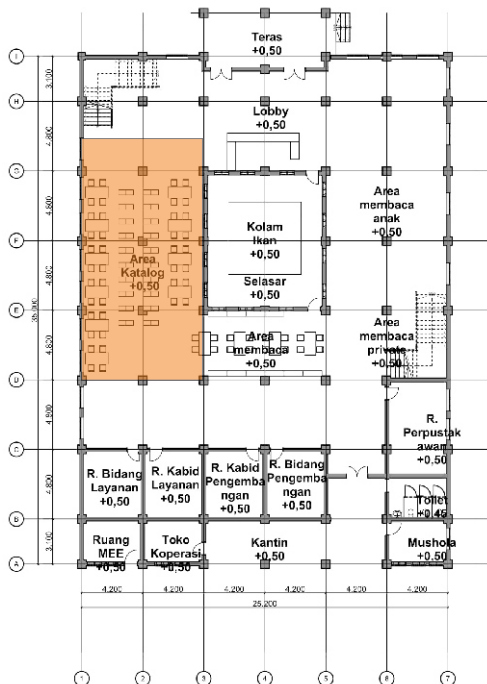 Teras
+0,50
I
3,100
H
Lobby
+0,50
4,800
G
Area
membaca
anak
+0,50
Kolam
Ikan
+0,50
4,800
F
Area
Katalog
+0,50
Selasar
+0,50
4,800
35,000
E
Area
membaca
Area
membaca
private
+0,50
4,800
D
R.
Perpustak
awan
+0,50
4,800
C
R. Bidang
Layanan
+0,50
R. Kabid
Layanan
+0,50
R. Kabid
Pengemba
ngan
+0,50
R. Bidang
Pengemba
ngan
+0,50
4,800
Toilet
+0,45
B
Ruang
MEE
+0,50
Toko
Koperasi
+0,50
Kantin
+0,50
Mushola
+0,50
3,100
A
4,200 4,200 4,200 4,200 4,200 4,200
25,200
1 2 3 4 5 6 7